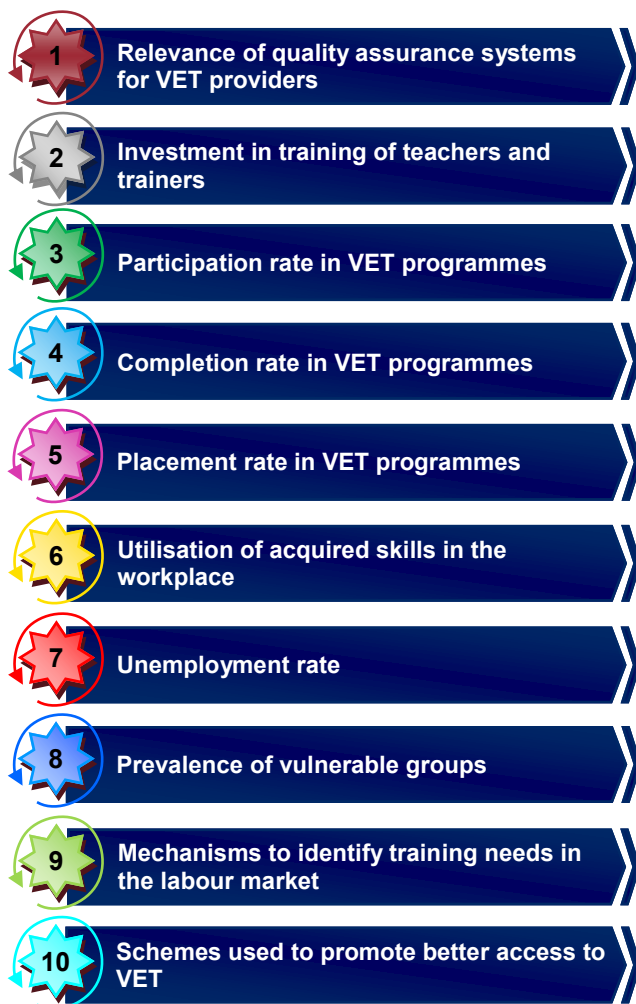 1
Relevance of quality assurance systems
for VET providers
2
Investment in training of teachers and
trainers
3
Participation rate in VET programmes
4
Completion rate in VET programmes
5
Placement rate in VET programmes
6
Utilisation of acquired skills in the
workplace
7
Unemployment rate
8
Prevalence of vulnerable groups
9
Mechanisms to identify training needs in
the labour market
10
Schemes used to promote better access to
VET